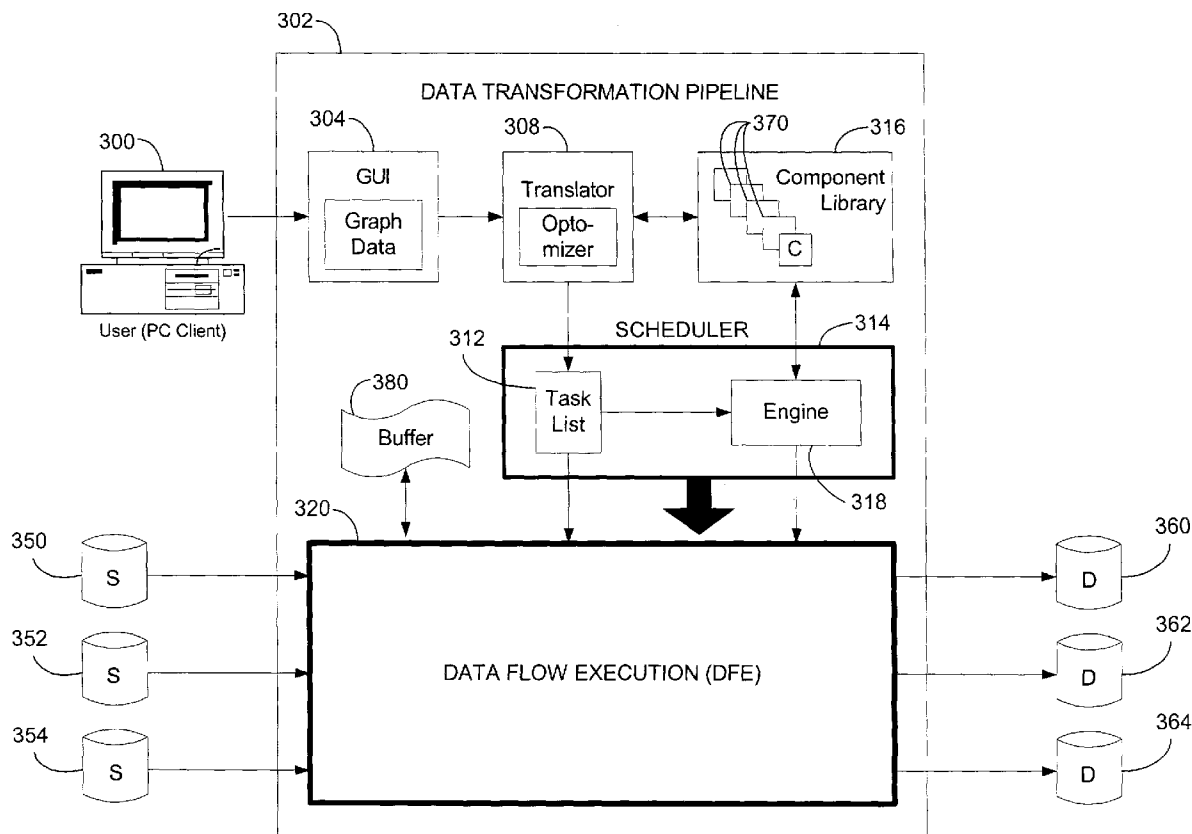 302
DATA TRANSFORMATION PIPELINE
300
304
308
370
316
GUI
Graph
Data
Translator
Opto-
mizer
Component
Library
C
User (PC Client)
SCHEDULER
314
312
Task
List
Engine
380
Buffer
318
320
350
S
360
D
352
S
DATA FLOW EXECUTION (DFE)
362
D
354
S
364
D